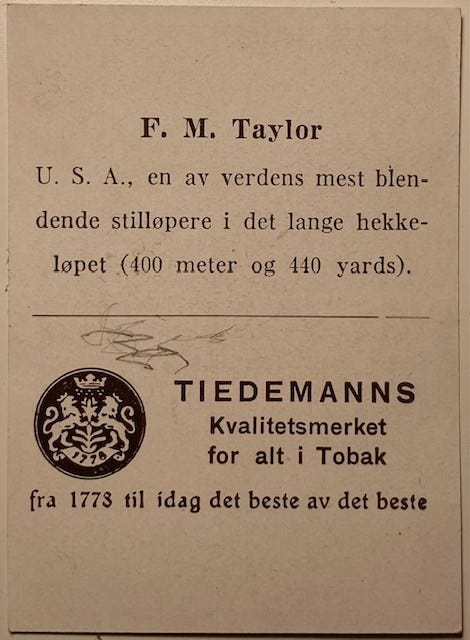 F. M. Taylor
U. S. A., en av verdens mest blen-
dende stilløpere i det lange hekke-
løpet (400 meter og 440 yards).
TIEDEMANNS
Kvalitetsmerket
for alt i Tobak
1778
fra 1778 til idag det beste av det beste